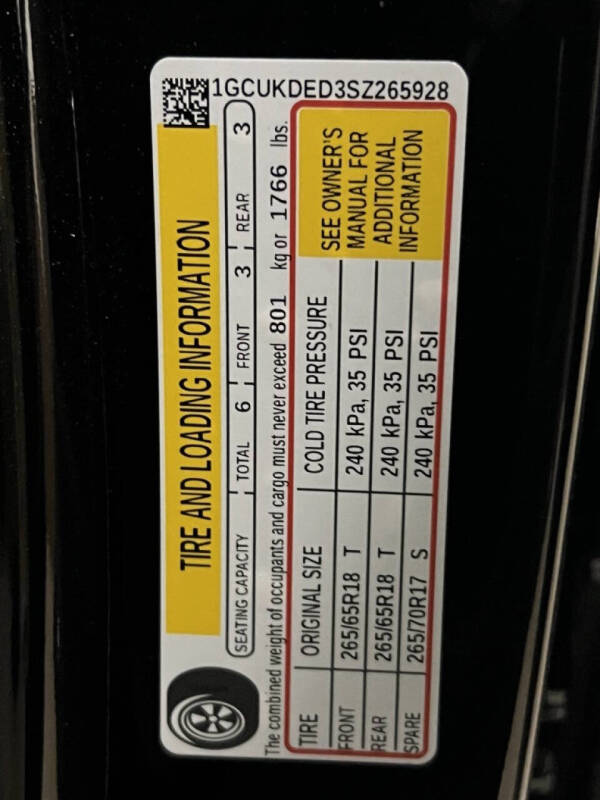 1GCUKDED3SZ265928
TIRE AND LOADING INFORMATION
SEATING CAPACITY TOTAL 6 FRONT 3 REAR 3
The combined weight of occupants and cargo must never exceed 801 kg or 1766 lbs.
TIRE ORIGINAL SIZE COLD TIRE PRESSURE
FRONT 265/65R18 T 240 kPa, 35 PSI
REAR 265/65R18 T 240 kPa, 35 PSI
SPARE 265/70R17 S 240 kPa, 35 PSI
SEE OWNER'S
MANUAL FOR
ADDITIONAL
INFORMATION